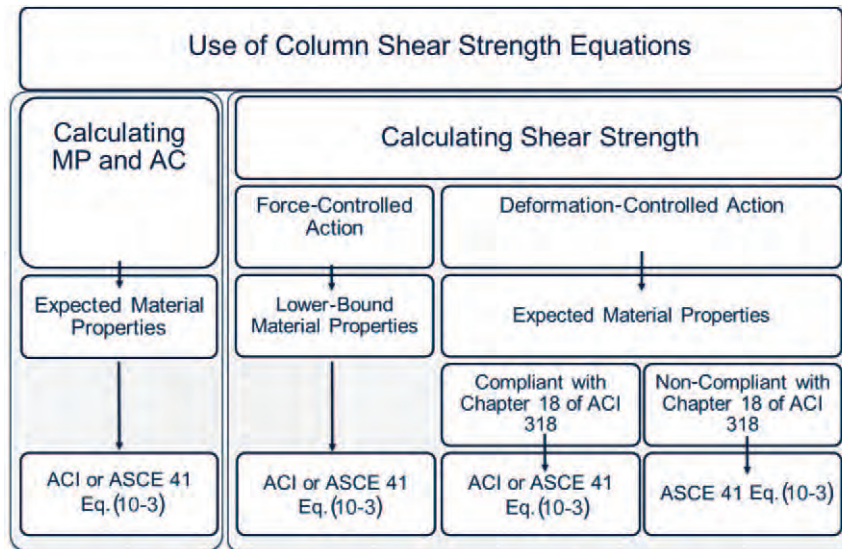 Use of Column Shear Strength Equations
Calculating
MP and AC
Calculating Shear Strength
Force-Controlled
Action
Deformation-Controlled Action
Expected Material
Properties
Lower-Bound
Material Properties
Expected Material Properties
Compliant with
Chapter 18 of ACI
318
Non-Compliant with
Chapter 18 of ACI
318
ACI or ASCE 41
Eq.(10-3)
ACI or ASCE 41
Eq.(10-3)
ACI or ASCE 41
Eq.(10-3)
ASCE 41 Eq.(10-3)